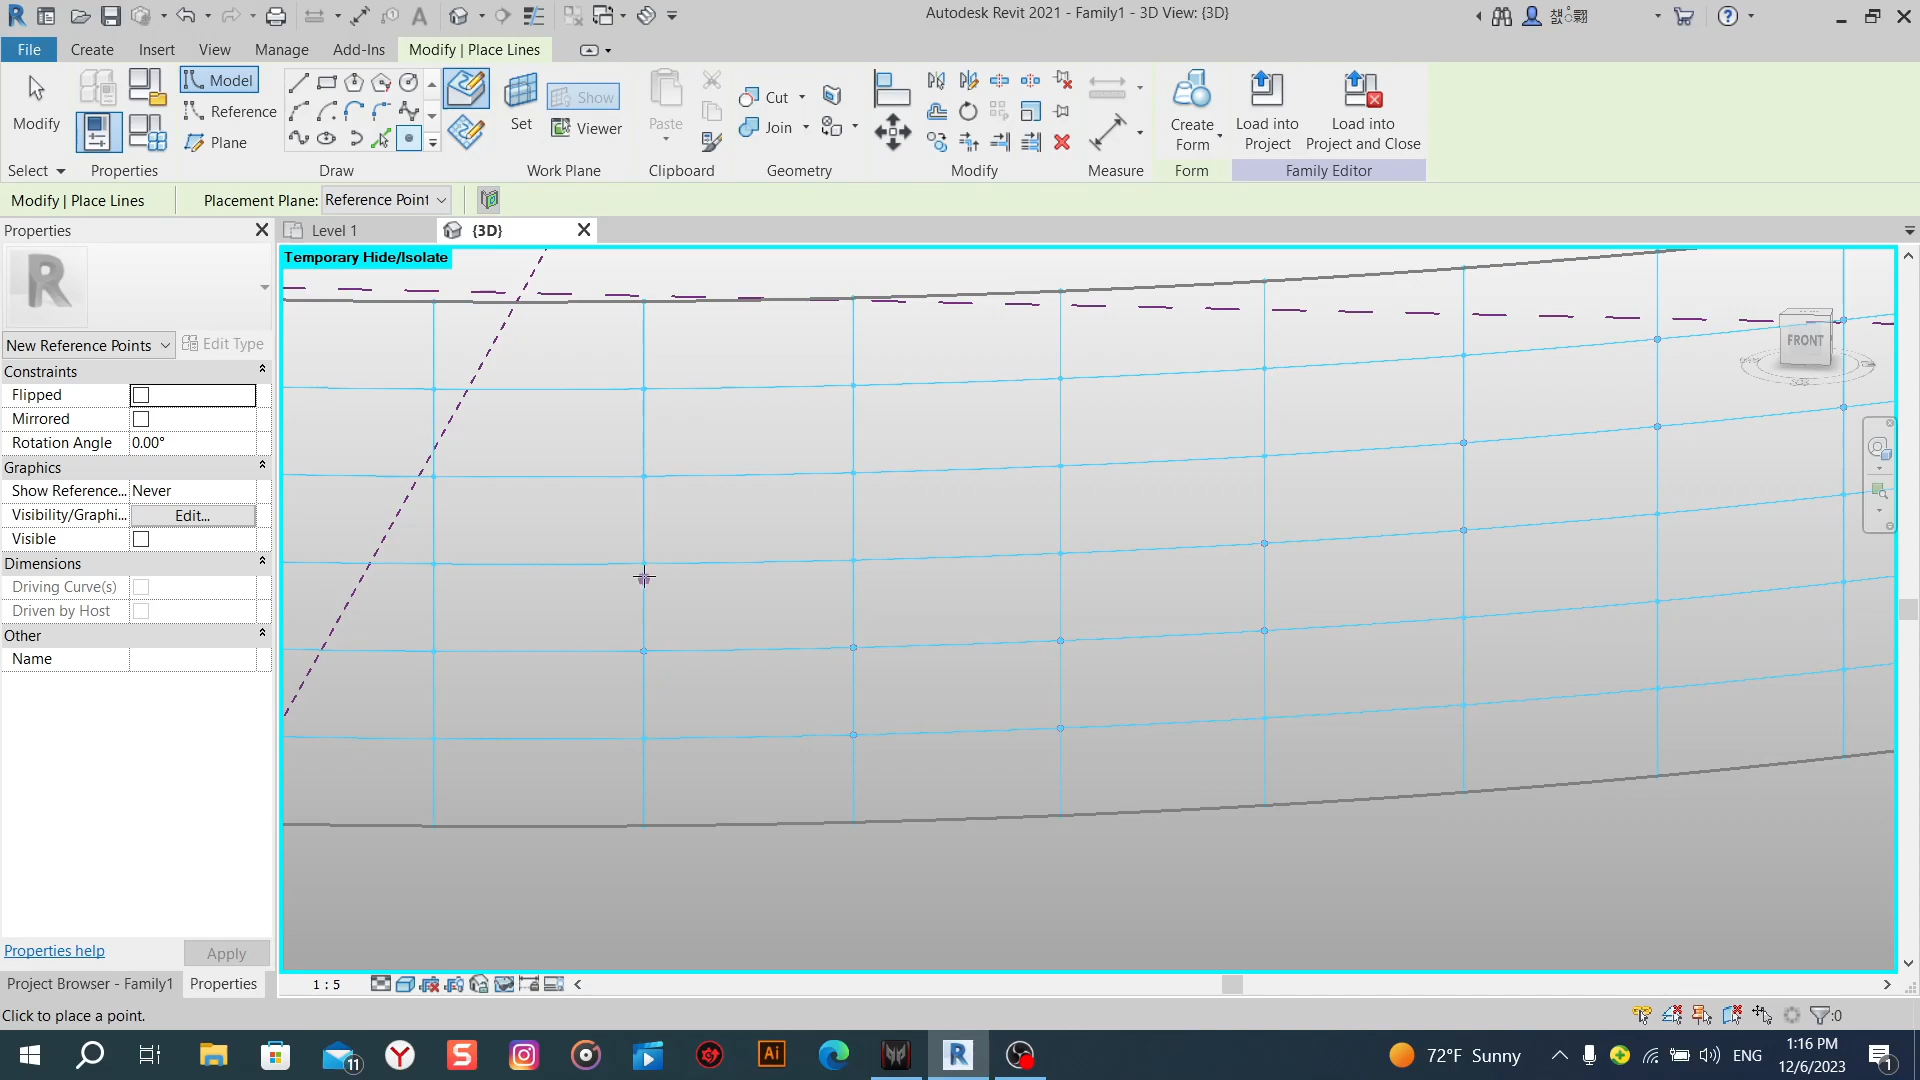 Autodesk Revit 2021 - Family1 - 3D View: {3D}
File Create Insert View Manage Add-Ins Modify | Place Lines
Modify
Model
Reference
Plane
Set
Show
Viewer
Paste
Cut
Join
Create Form
Load into Project
Load into Project and Close
Select Properties Draw Work Plane Clipboard Geometry Modify Measure Form Family Editor
Modify | Place Lines Placement Plane: Reference Point
Properties
Level 1
{3D}
Temporary Hide/Isolate
FRONT
R
New Reference Points Edit Type
Constraints
Flipped
Mirrored
Rotation Angle 0.00°
Graphics
Show Reference... Never
Visibility/Graphi... Edit...
Visible
Dimensions
Driving Curve(s)
Driven by Host
Other
Name
Properties help Apply
Project Browser - Family1 Properties
1 : 5
Click to place a point.
:0
11
72°F Sunny
ENG
1:16 PM
12/6/2023
1